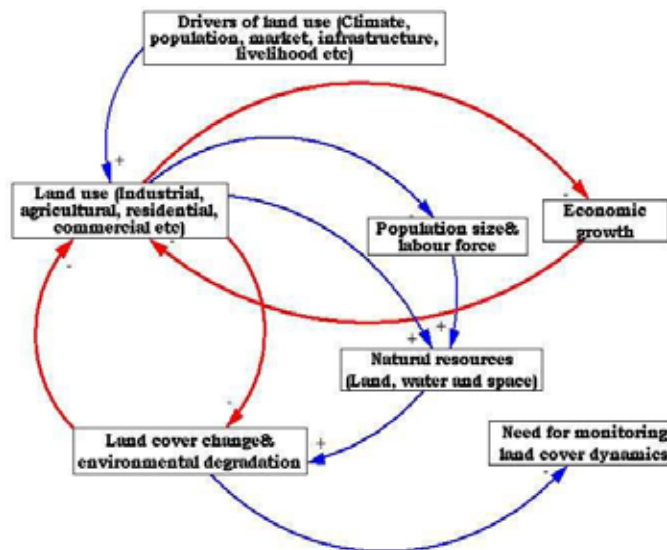 Drivers of land use (Climate,
population, market, infrastructure,
livelihood etc)
+
Land use (Industrial,
agricultural, residential,
commercial etc)
-
-
-
Population size&
labour force
-
Economic
growth
+
+
Natural resources
(Land, water and space)
-
+
Land cover change&
environmental degradation
Need for monitoring
land cover dynamics
-